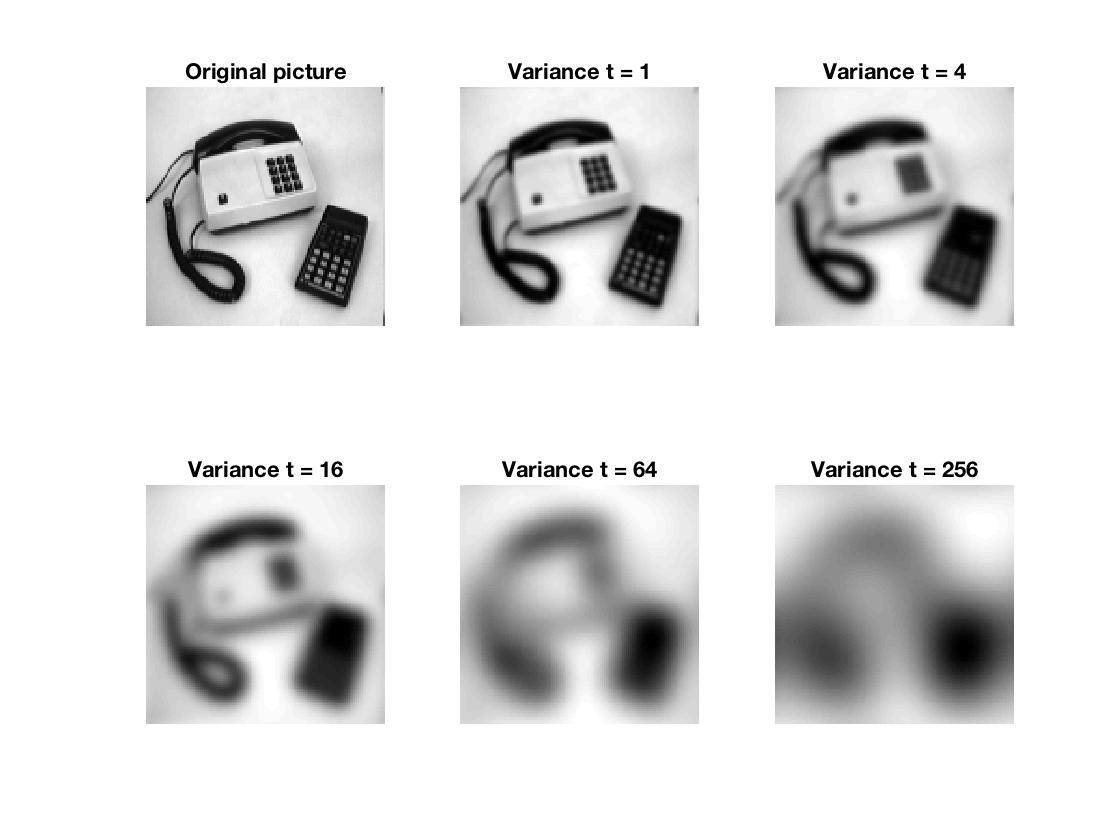 Original picture
Variance t = 1
Variance t = 4
Variance t = 16
Variance t = 64
Variance t = 256